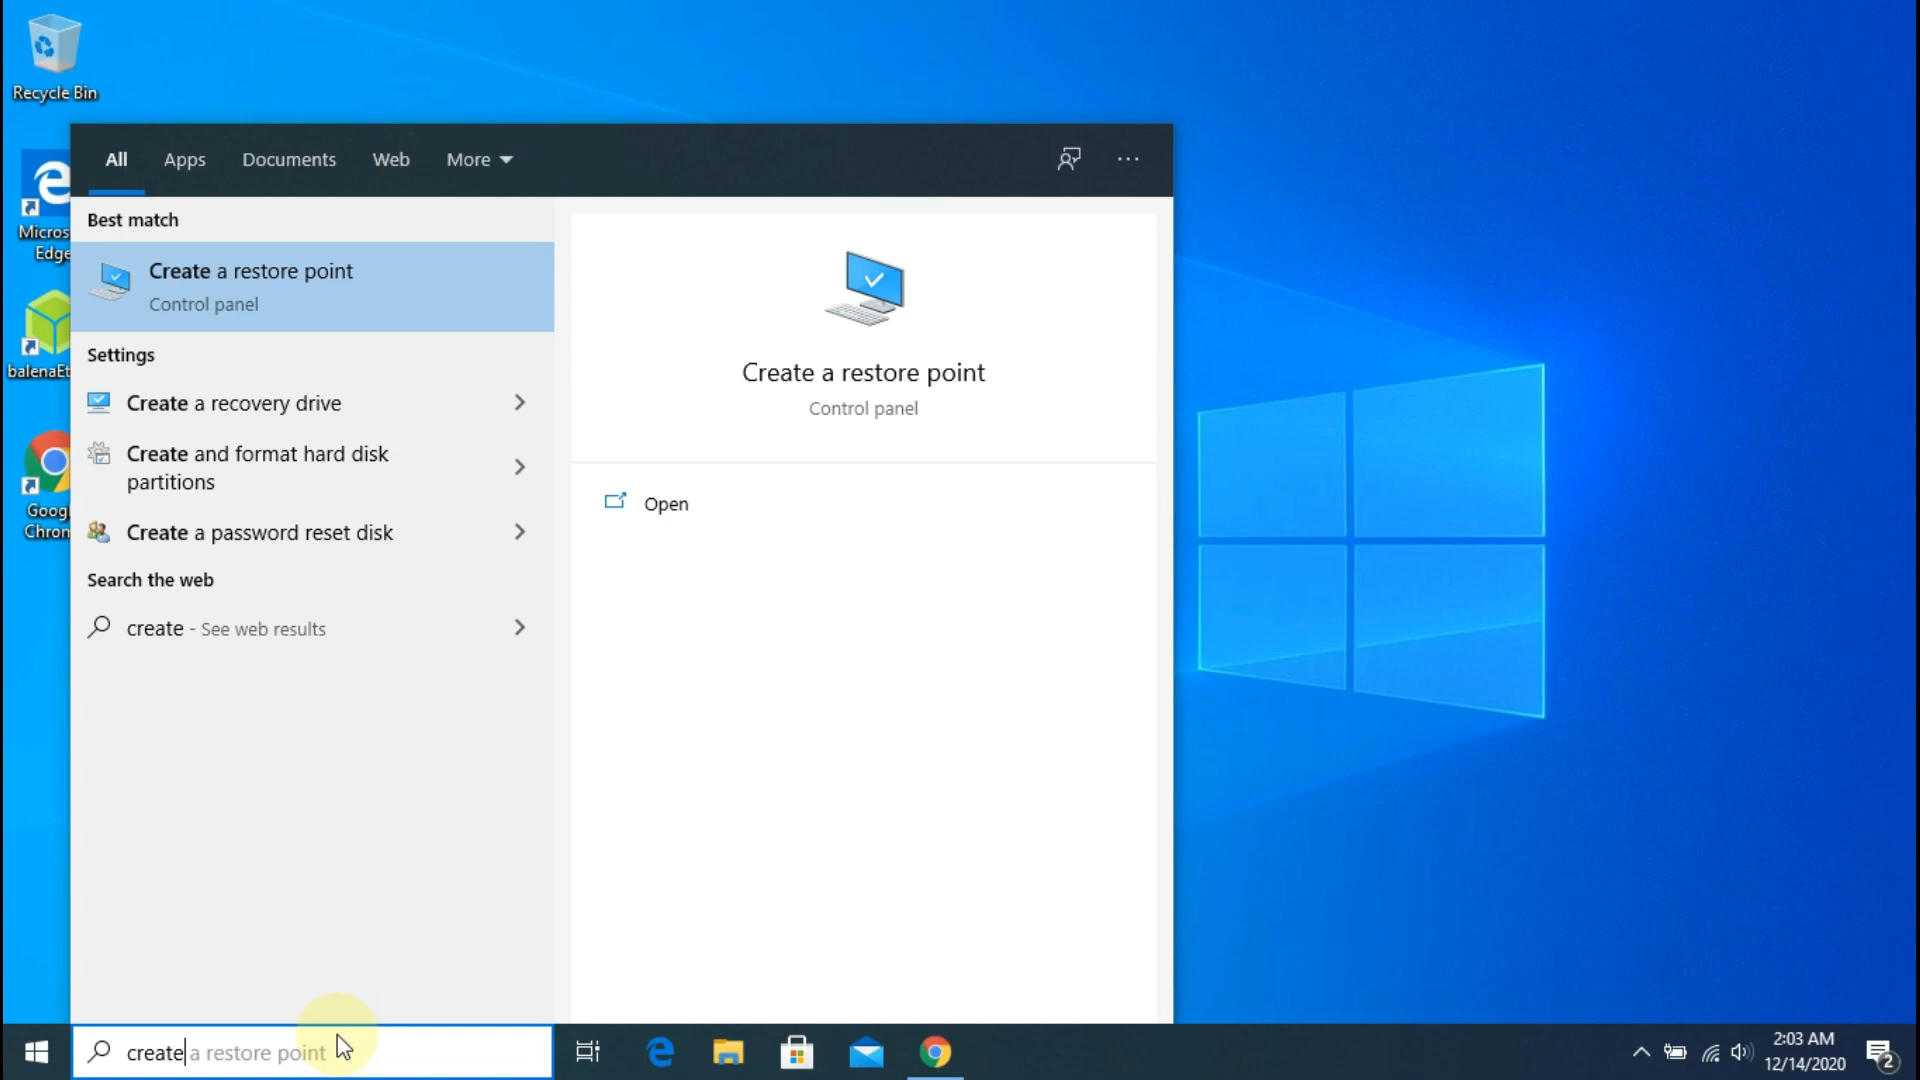 Recycle Bin
Micros
Edge
balenaEt
Googl
Chrom
All Apps Documents Web More
Best match
Create a restore point
Control panel
Settings
Create a recovery drive
Create and format hard disk
partitions
Create a password reset disk
Search the web
create - See web results
Create a restore point
Control panel
Open
create a restore point
2:03 AM
12/14/2020
2